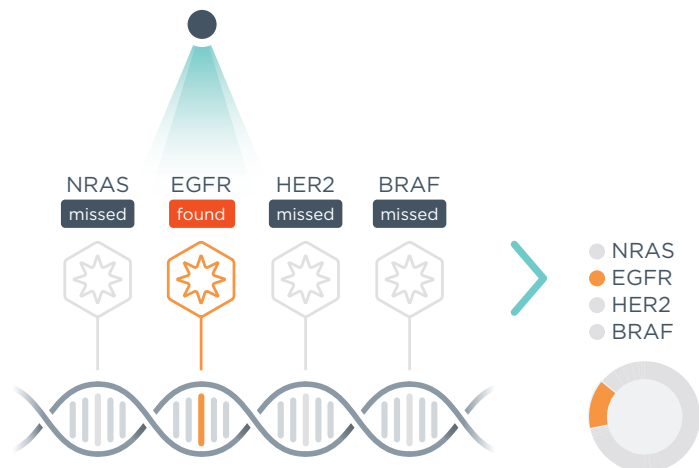 NRAS EGFR HER2 BRAF
missed found missed missed
NRAS
EGFR
HER2
BRAF